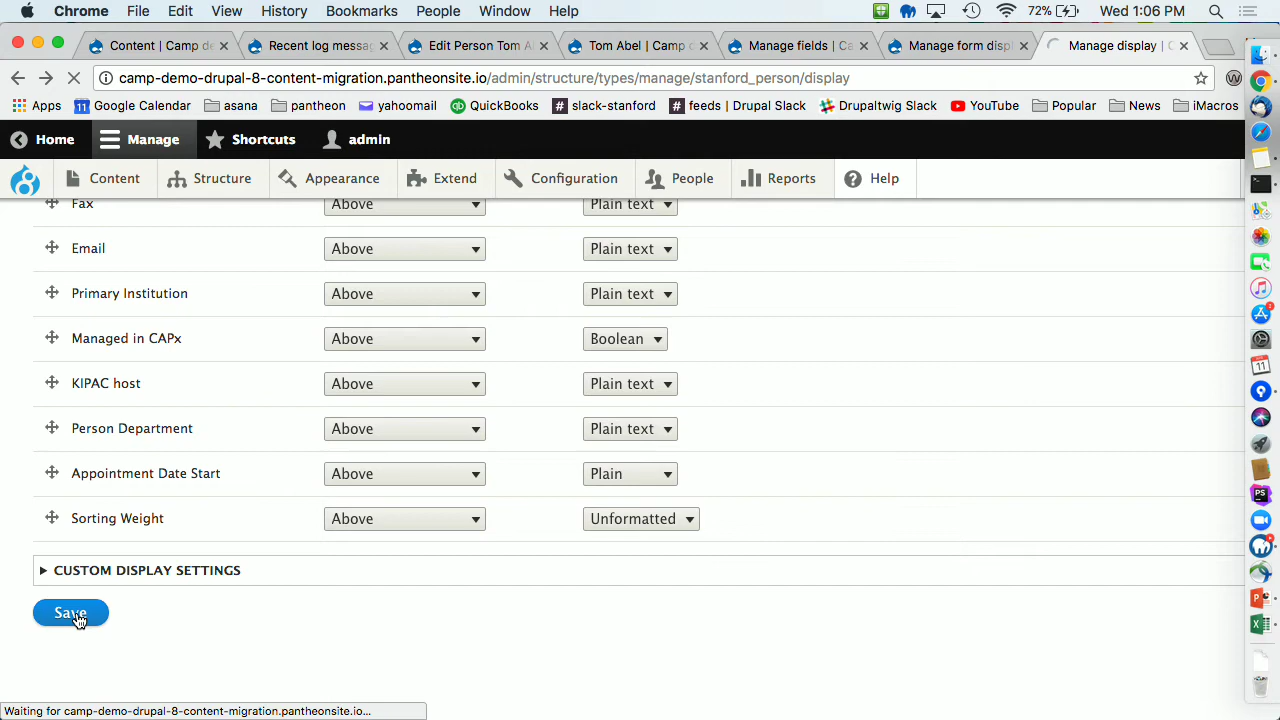 Chrome File Edit View History Bookmarks People Window Help 72% Wed 1:06 PM
Content | Camp de Recent log messag Edit Person Tom A Tom Abel | Camp Manage fields | Ca Manage form disp Manage display | C
camp-demo-drupal-8-content-migration.pantheonsite.io/admin/structure/types/manage/stanford_person/display
Apps 11 Google Calendar asana pantheon yahoomail QuickBooks slack-stanford feeds | Drupal Slack Drupaltwig Slack YouTube Popular News iMacros
Home Manage Shortcuts admin
Content Structure Appearance Extend Configuration People Reports Help
Fax Above Plain text
Email Above Plain text
Primary Institution Above Plain text
Managed in CAPx Above Boolean
KIPAC host Above Plain text
Person Department Above Plain text
Appointment Date Start Above Plain
Sorting Weight Above Unformatted
CUSTOM DISPLAY SETTINGS
Save
Waiting for camp-demo-drupal-8-content-migration.pantheonsite.io...